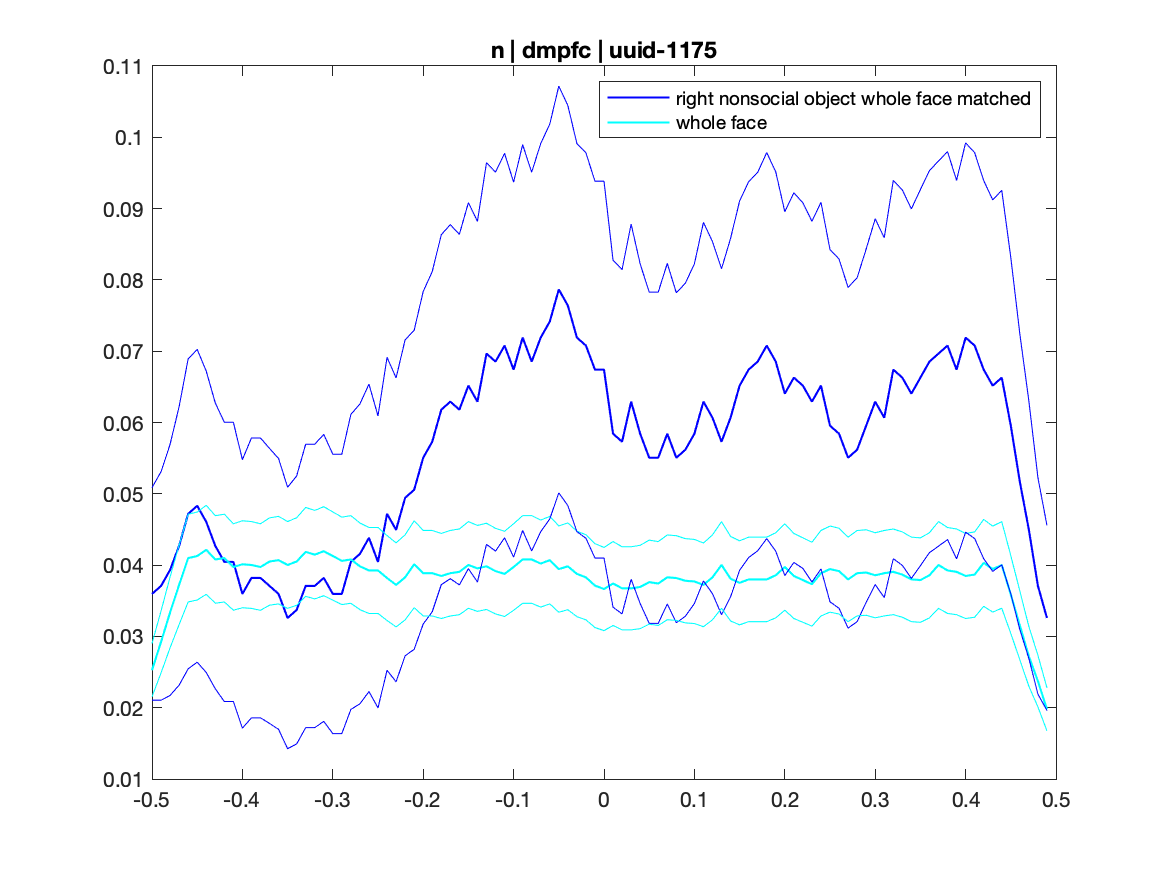 n | dmpfc | uuid-1175
0.11
0.1
0.09
0.08
0.07
0.06
0.05
0.04
0.03
0.02
0.01
right nonsocial object whole face matched
whole face
-0.5 -0.4 -0.3 -0.2 -0.1 0 0.1 0.2 0.3 0.4 0.5